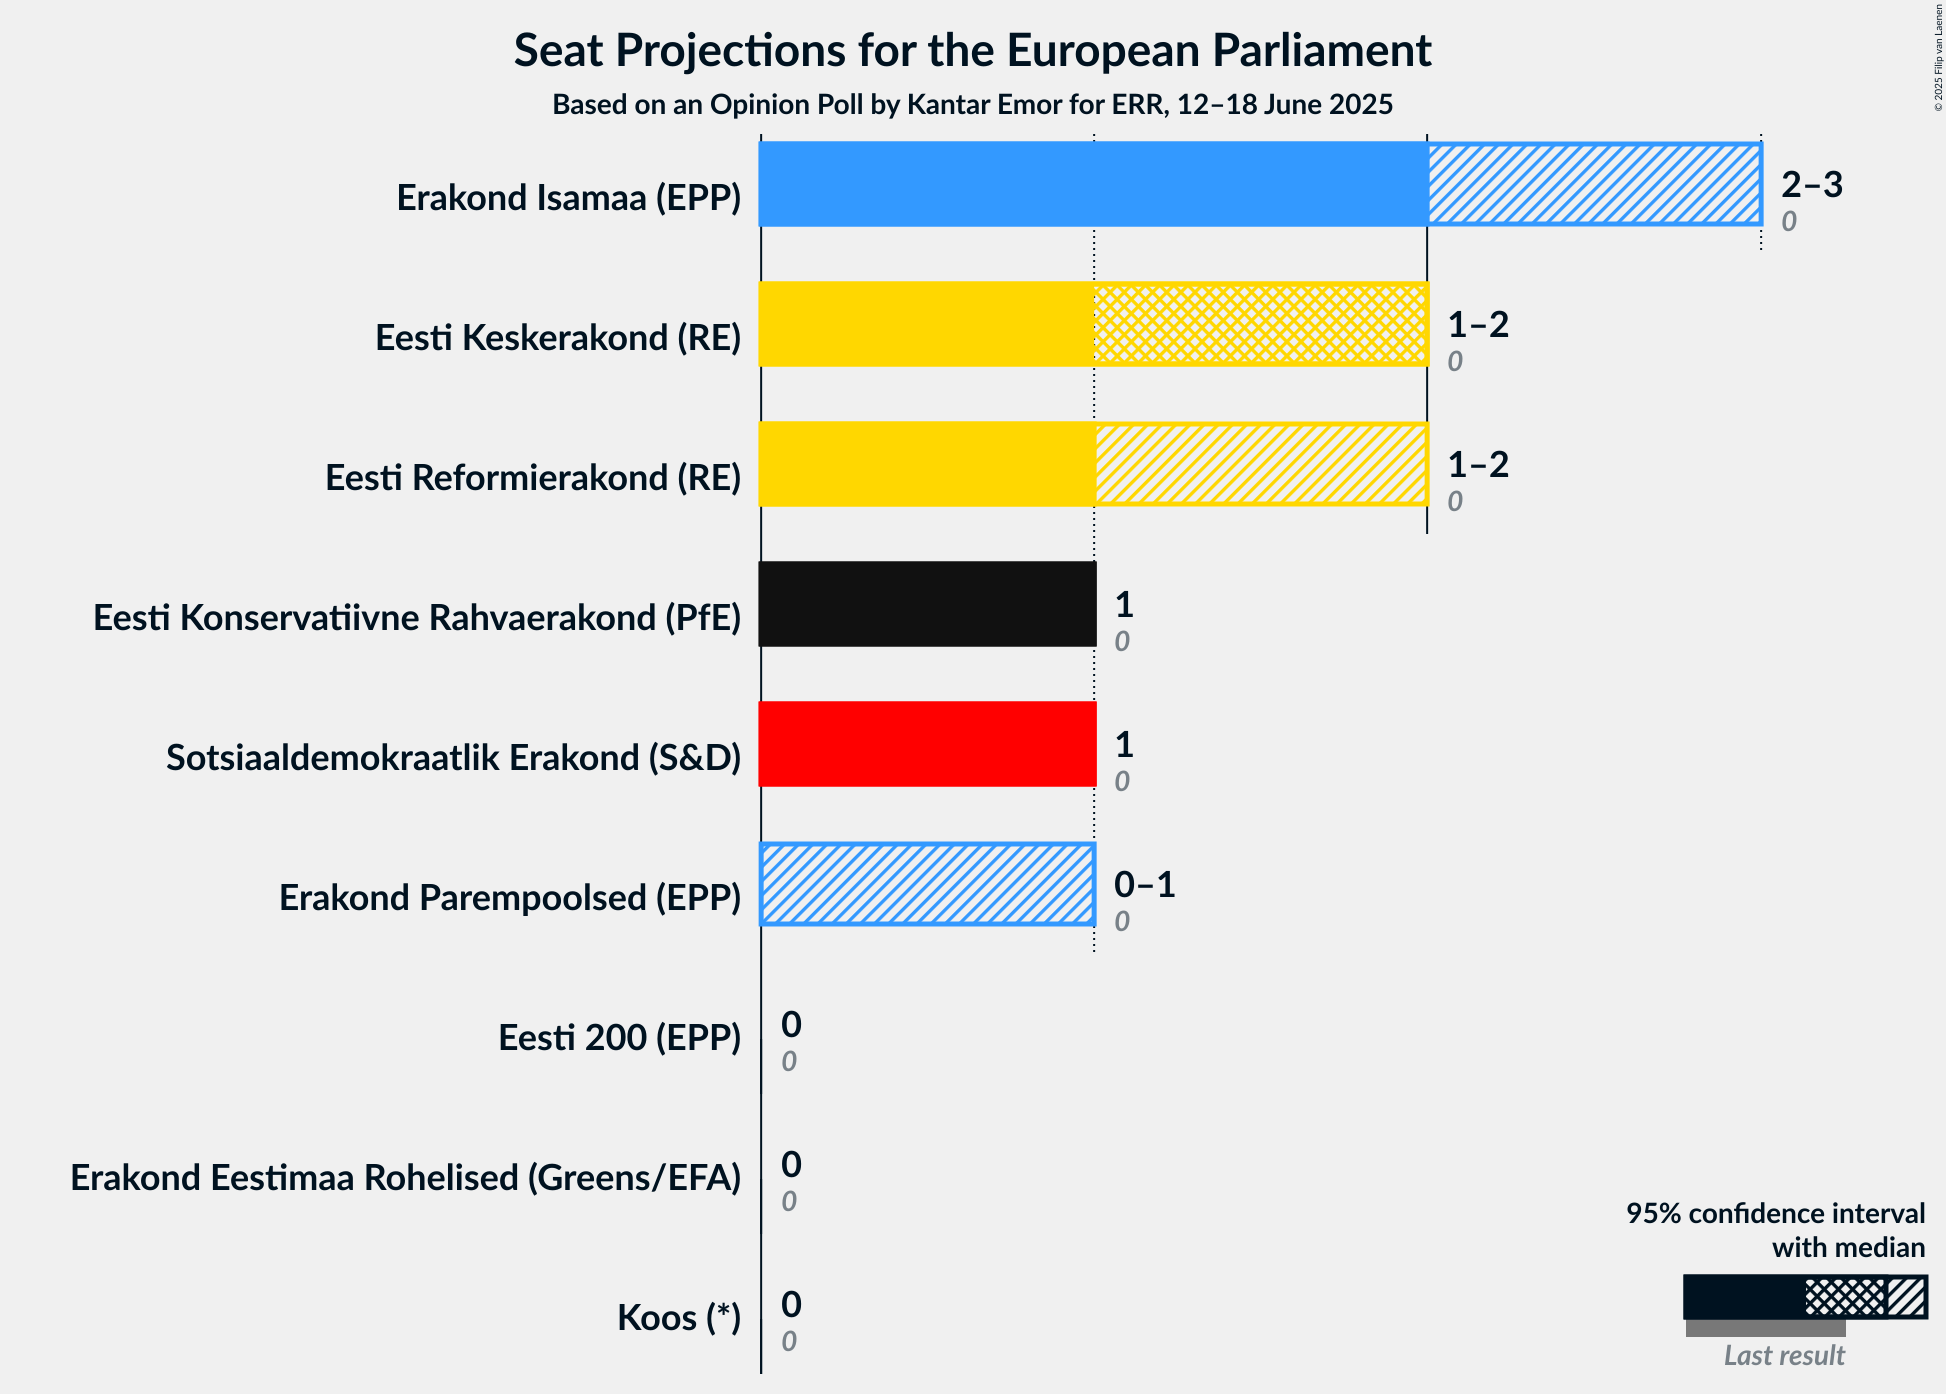 Seat Projections for the European Parliament
Based on an Opinion Poll by Kantar Emor for ERR, 12–18 June 2025
© 2025 Filip van Laenen
Erakond Isamaa (EPP)
2–3
0
Eesti Keskerakond (RE)
1–2
0
Eesti Reformierakond (RE)
1–2
0
Eesti Konservatiivne Rahvaerakond (PfE)
1
0
Sotsiaaldemokraatlik Erakond (S&D)
1
0
Erakond Parempoolsed (EPP)
0–1
0
Eesti 200 (EPP)
0
0
Erakond Eestimaa Rohelised (Greens/EFA)
0
0
Koos (*)
0
0
95% confidence interval
with median
Last result